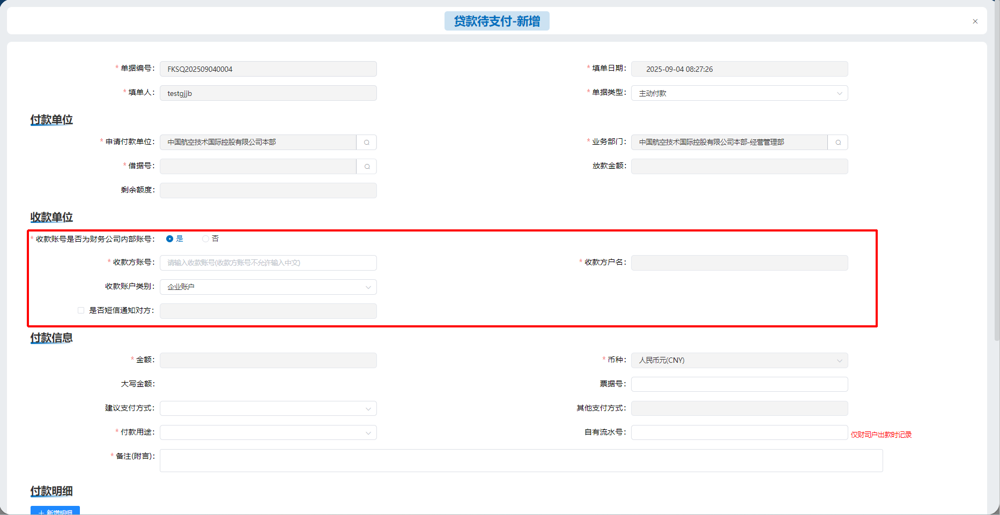 贷款待支付-新增
* 单据编号: FKSQ202509040004
* 填单日期: 2025-09-04 08:27:26
* 填单人: testgjjb
* 单据类型: 主动付款
付款单位
* 申请付款单位: 中国航空技术国际控股有限公司本部
* 业务部门: 中国航空技术国际控股有限公司本部-经营管理部
* 借据号:
放款金额:
剩余额度:
收款单位
* 收款账号是否为财务公司内部账号: 是 否
* 收款方账号: 请输入收款账号(收款方账号不允许输入中文)
* 收款方户名:
收款账户类别: 企业账户
是否短信通知对方:
付款信息
* 金额:
* 币种: 人民币元(CNY)
大写金额:
票据号:
建议支付方式:
其他支付方式:
* 付款用途:
自有流水号: 仅财司户出款时记录
* 备注(附言):
付款明细
+ 新增明细